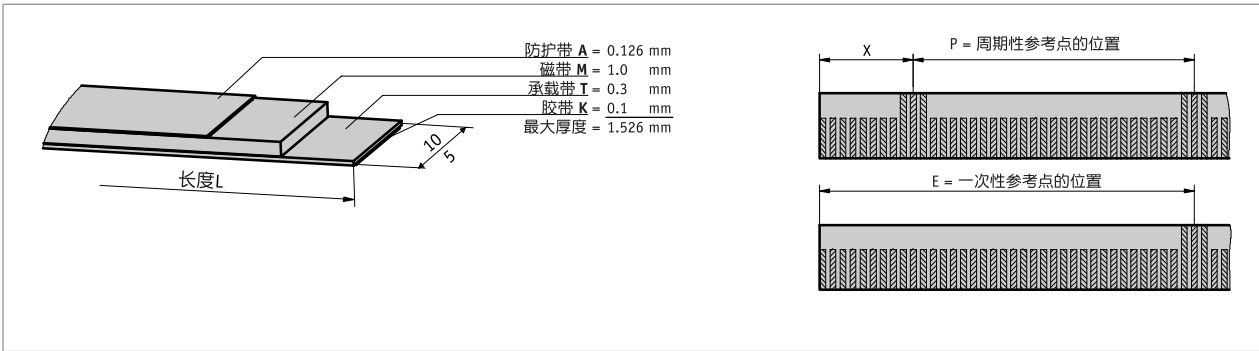 防护带 A = 0.126 mm
磁带 M = 1.0 mm
承载带 T = 0.3 mm
胶带 K = 0.1 mm
最大厚度 = 1.526 mm
10
5
长度L
X
P = 周期性参考点的位置
E = 一次性参考点的位置